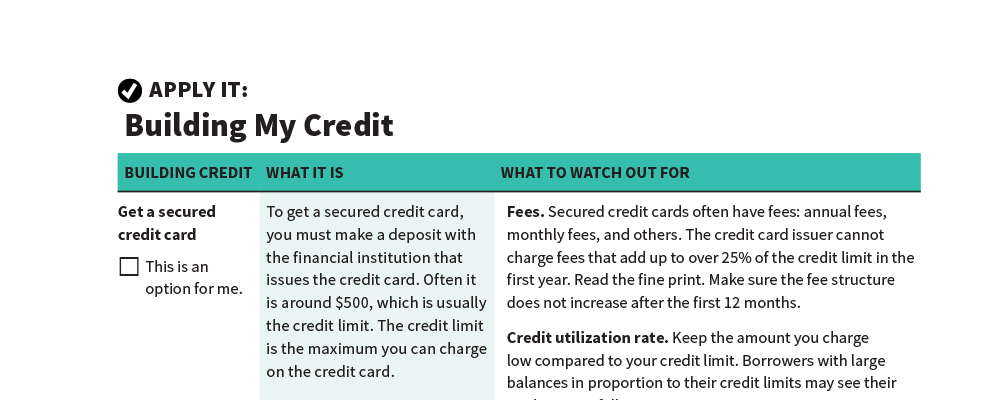 APPLY IT:
Building My Credit
BUILDING CREDIT WHAT IT IS WHAT TO WATCH OUT FOR
Get a secured
credit card
This is an
option for me.
To get a secured credit card,
you must make a deposit with
the financial institution that
issues the credit card. Often it
is around $500, which is usually
the credit limit. The credit limit
is the maximum you can charge
on the credit card.
Fees. Secured credit cards often have fees: annual fees,
monthly fees, and others. The credit card issuer cannot
charge fees that add up to over 25% of the credit limit in the
first year. Read the fine print. Make sure the fee structure
does not increase after the first 12 months.
Credit utilization rate. Keep the amount you charge
low compared to your credit limit. Borrowers with large
balances in proportion to their credit limits may see their